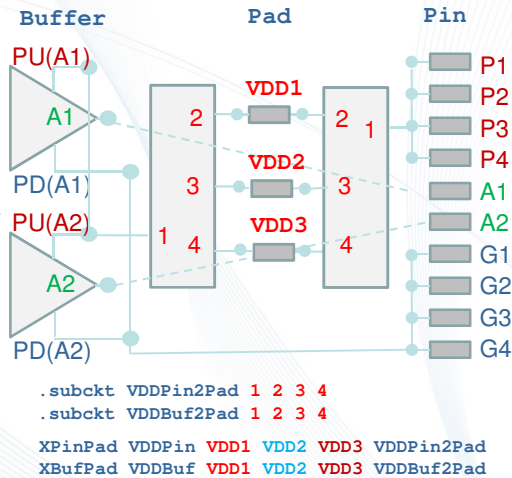 Buffer Pad Pin
PU(A1)
A1
PD(A1)
PU(A2)
A2
PD(A2)
1
2
3
4
VDD1
VDD2
VDD3
2
1
3
4
P1
P2
P3
P4
A1
A2
G1
G2
G3
G4
.subckt VDDPin2Pad 1 2 3 4
.subckt VDDBuf2Pad 1 2 3 4
XPinPad VDDPin VDD1 VDD2 VDD3 VDDPin2Pad
XBufPad VDDBuf VDD1 VDD2 VDD3 VDDBuf2Pad